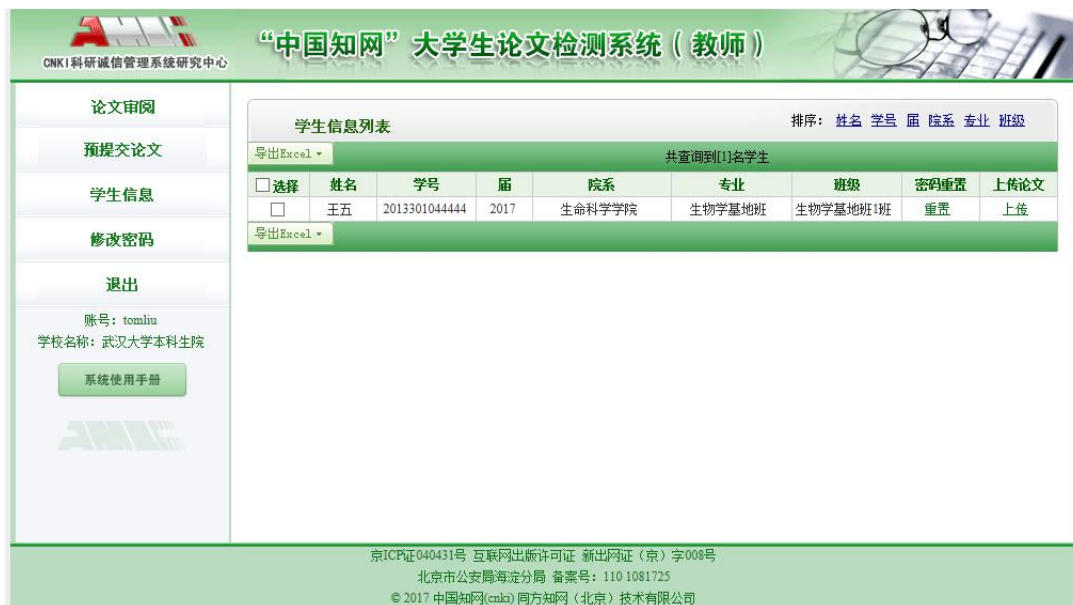 AMLC
CNKI科研诚信管理系统研究中心
“中国知网”大学生论文检测系统(教师)
论文审阅
预提交论文
学生信息
修改密码
退出
账号:tomliu
学校名称:武汉大学本科生院
系统使用手册
AMLC
学生信息列表 排序: 姓名 学号 届 院系 专业 班级
导出Excel 共查询到[1]名学生
选择 姓名 学号 届 院系 专业 班级 密码重置 上传论文
王五 2013301044444 2017 生命科学学院 生物学基地班 生物学基地班1班 重置 上传
导出Excel
京ICP证040431号 互联网出版许可证 新出网证(京)字008号
北京市公安局海淀分局 备案号:110 1081725
© 2017 中国知网(cnki) 同方知网(北京)技术有限公司